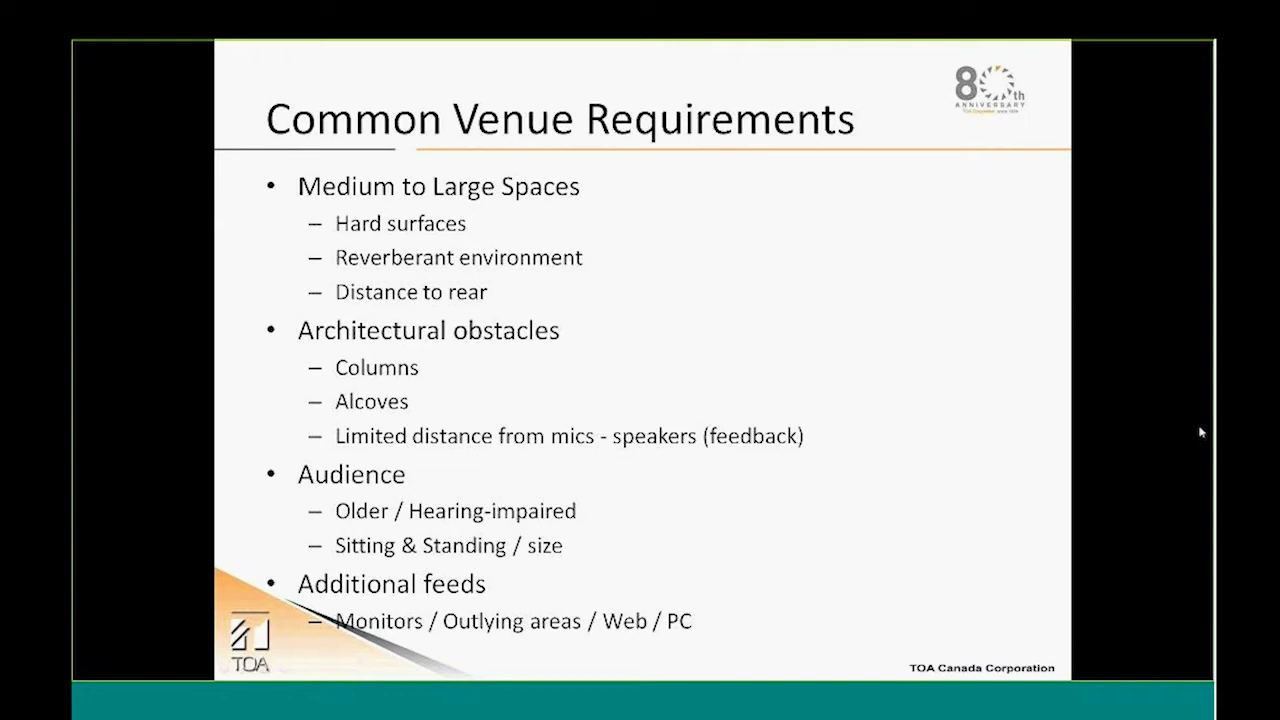 80th
ANNIVERSARY
Common Venue Requirements
• Medium to Large Spaces
– Hard surfaces
– Reverberant environment
– Distance to rear
• Architectural obstacles
– Columns
– Alcoves
– Limited distance from mics - speakers (feedback)
• Audience
– Older / Hearing-impaired
– Sitting & Standing / size
• Additional feeds
– Monitors / Outlying areas / Web / PC
TOA
TOA Canada Corporation